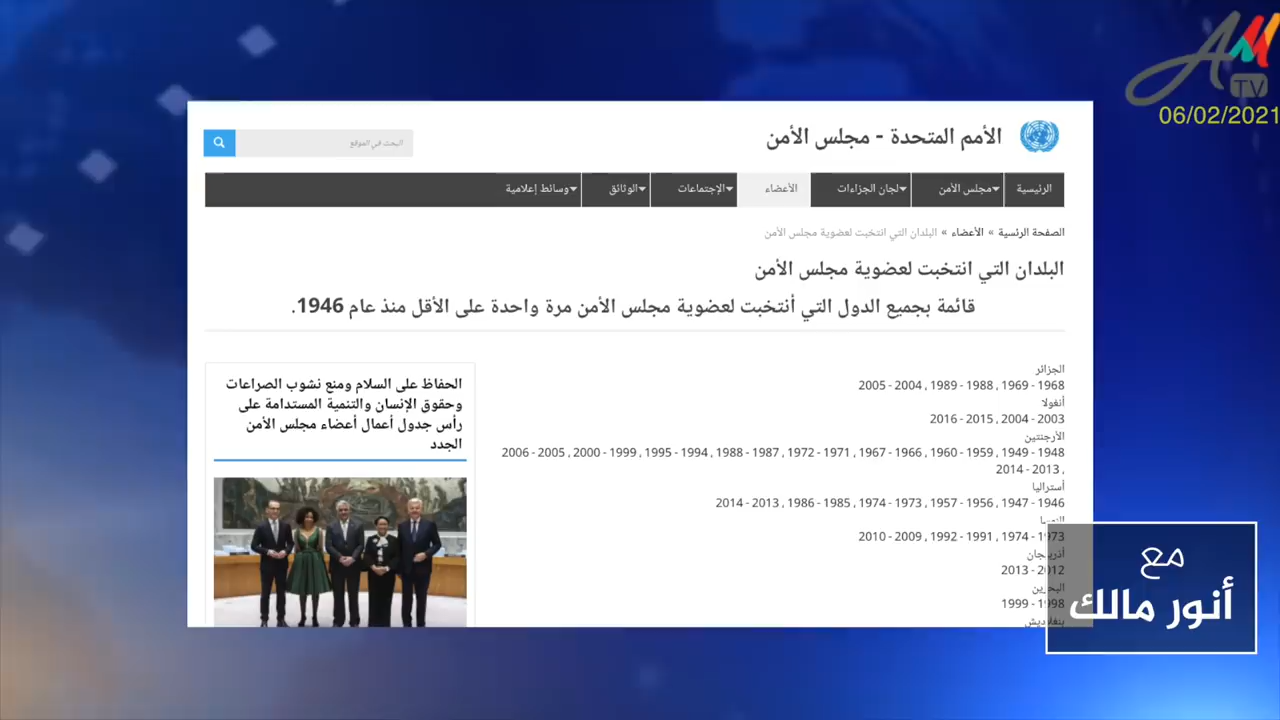 AM
TV
06/02/2021
الأمم المتحدة - مجلس الأمن
البحث في الموقع
الرئيسية
مجلس الأمن
لجان الجزاءات
الأعضاء
الإجتماعات
الوثائق
وسائط إعلامية
الصفحة الرئسية » الأعضاء » البلدان التي انتخبت لعضوية مجلس الأمن
البلدان التي انتخبت لعضوية مجلس الأمن
قائمة بجميع الدول التي أنتخبت لعضوية مجلس الأمن مرة واحدة على الأقل منذ عام 1946.
الجزائر
1968 - 1969 , 1988 - 1989 , 2004 - 2005
أنغولا
2003 - 2004 , 2015 - 2016
الأرجنتين
1948 - 1949 , 1959 - 1960 , 1966 - 1967 , 1971 - 1972 , 1987 - 1988 , 1994 - 1995 , 1999 - 2000 , 2005 - 2006
, 2013 - 2014
أستراليا
1946 - 1947 , 1956 - 1957 , 1973 - 1974 , 1985 - 1986 , 2013 - 2014
النمسا
1973 - 1974 , 1991 - 1992 , 2009 - 2010
أذربيجان
2012 - 2013
البحرين
1998 - 1999
بنغلاديش
الحفاظ على السلام ومنع نشوب الصراعات
وحقوق الإنسان والتنمية المستدامة على
رأس جدول أعمال أعضاء مجلس الأمن
الجدد
مع
أنور مالك